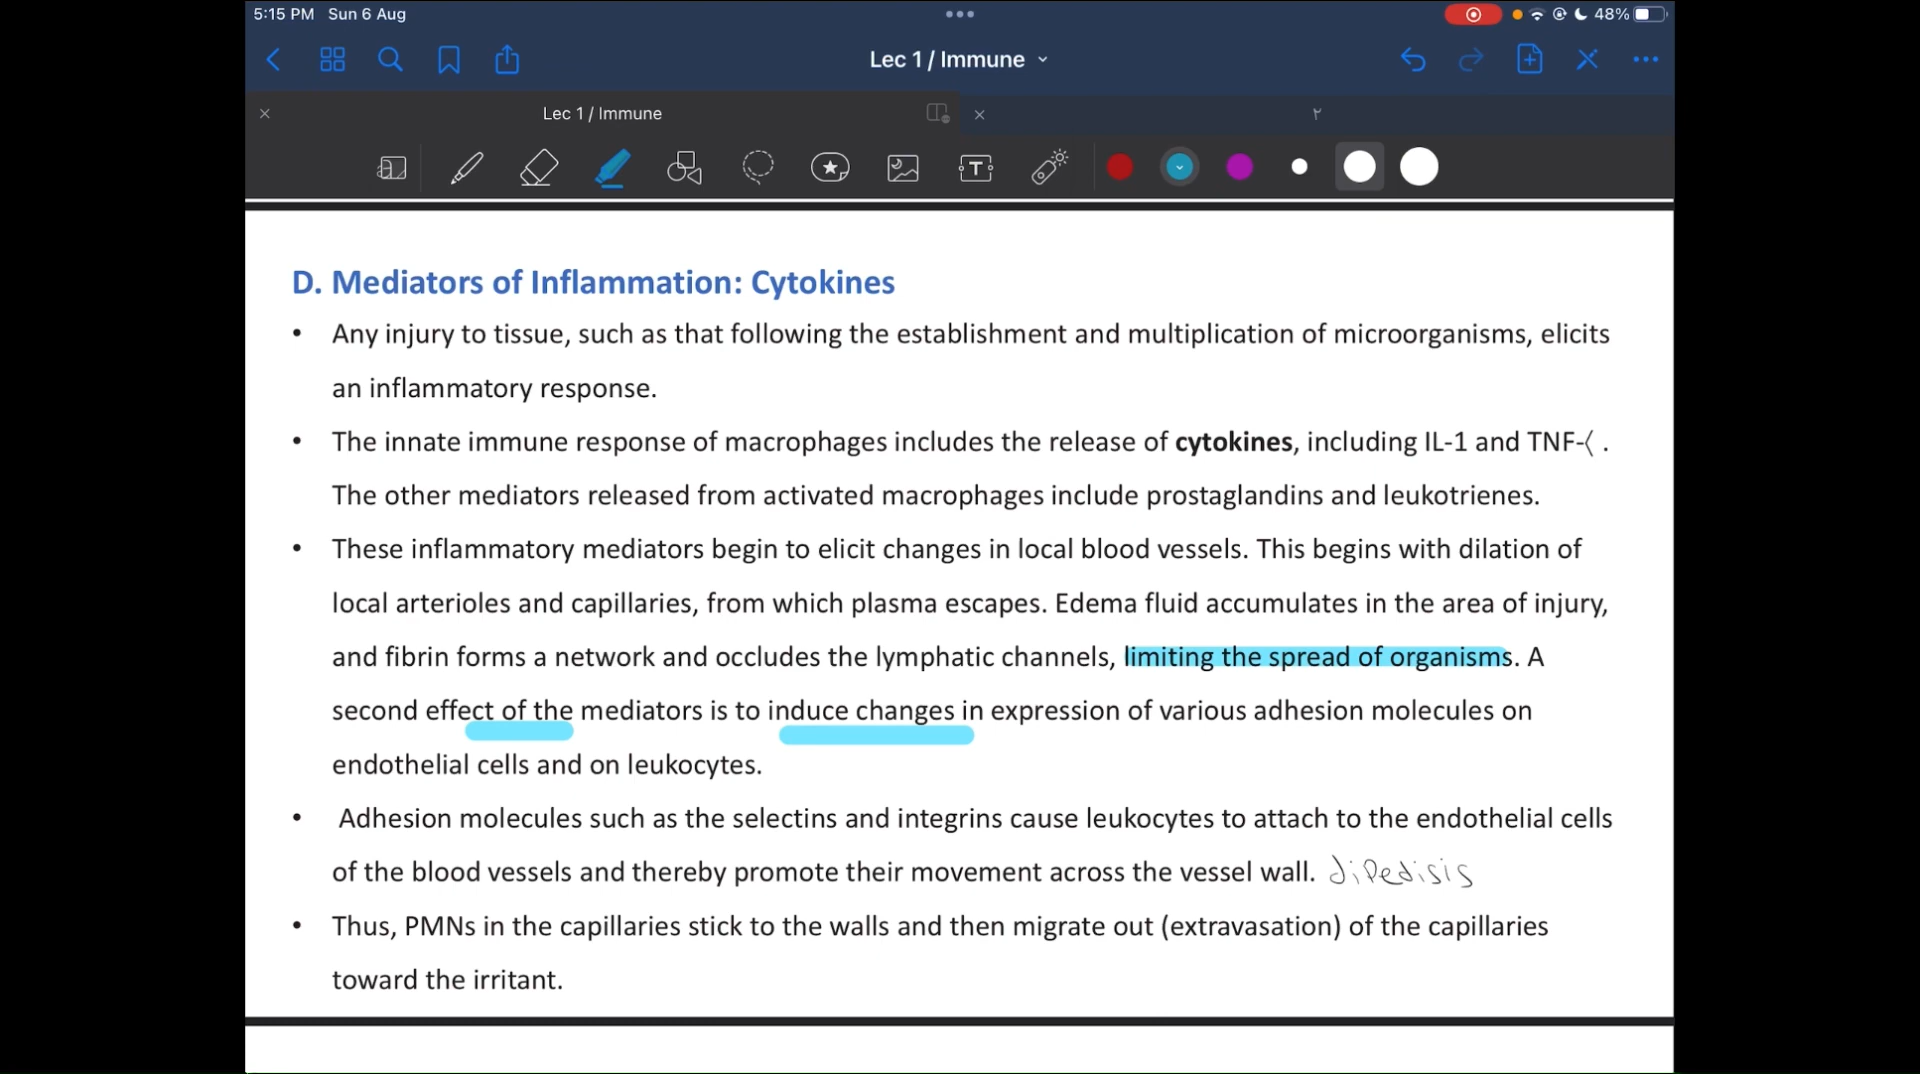 5:15 PM Sun 6 Aug
48%
Lec 1 / Immune
Lec 1 / Immune
٢
D. Mediators of Inflammation: Cytokines
• Any injury to tissue, such as that following the establishment and multiplication of microorganisms, elicits
an inflammatory response.
• The innate immune response of macrophages includes the release of cytokines, including IL-1 and TNF-〈 .
The other mediators released from activated macrophages include prostaglandins and leukotrienes.
• These inflammatory mediators begin to elicit changes in local blood vessels. This begins with dilation of
local arterioles and capillaries, from which plasma escapes. Edema fluid accumulates in the area of injury,
and fibrin forms a network and occludes the lymphatic channels, limiting the spread of organisms. A
second effect of the mediators is to induce changes in expression of various adhesion molecules on
endothelial cells and on leukocytes.
• Adhesion molecules such as the selectins and integrins cause leukocytes to attach to the endothelial cells
of the blood vessels and thereby promote their movement across the vessel wall. diPedisis
• Thus, PMNs in the capillaries stick to the walls and then migrate out (extravasation) of the capillaries
toward the irritant.